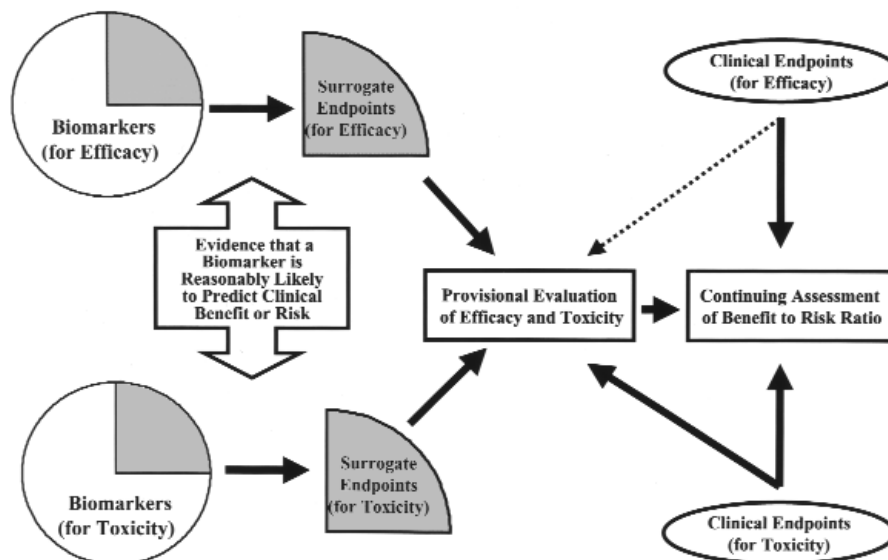 Biomarkers
(for Efficacy)
Surrogate
Endpoints
(for Efficacy)
Clinical Endpoints
(for Efficacy)
Evidence that a
Biomarker is
Reasonably Likely
to Predict Clinical
Benefit or Risk
Provisional Evaluation
of Efficacy and Toxicity
Continuing Assessment
of Benefit to Risk Ratio
Biomarkers
(for Toxicity)
Surrogate
Endpoints
(for Toxicity)
Clinical Endpoints
(for Toxicity)